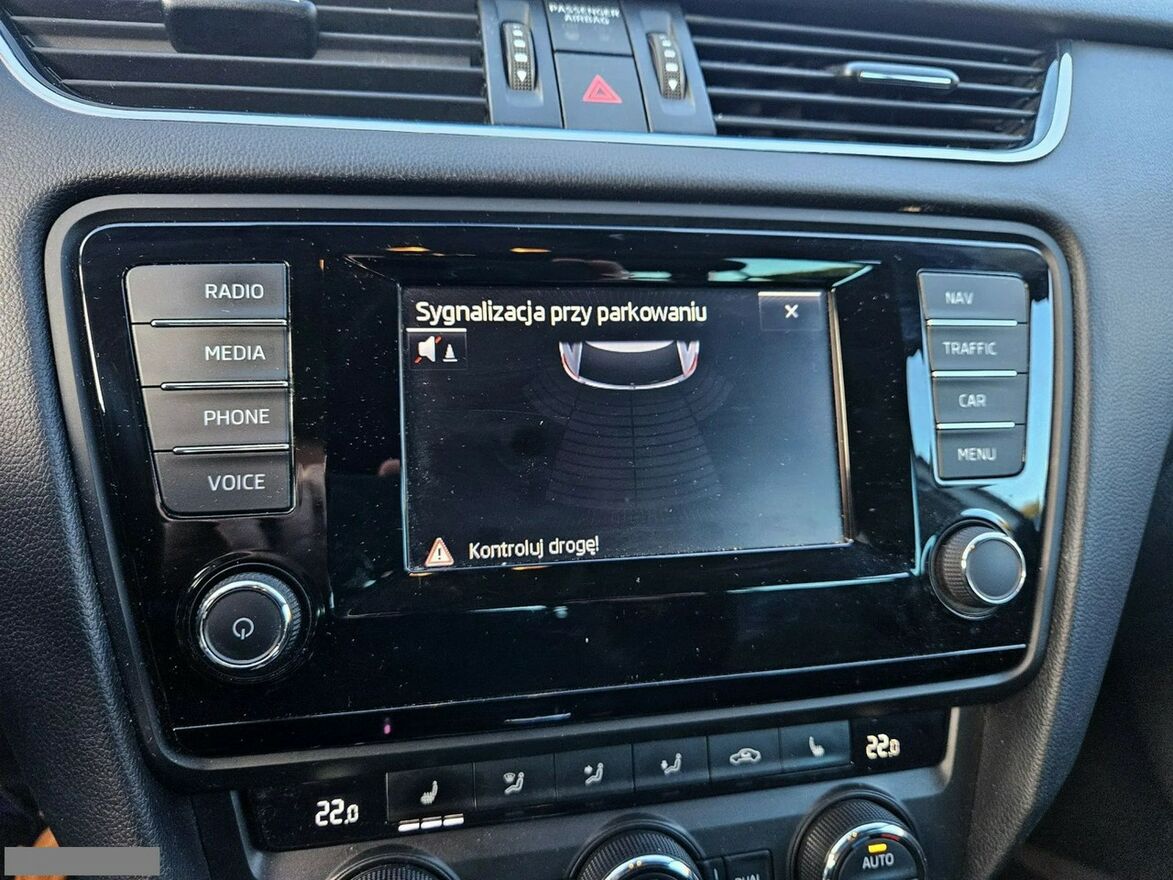 PASSENGER
AIRBAG
RADIO
MEDIA
PHONE
VOICE
Sygnalizacja przy parkowaniu
Kontroluj drogę!
NAV
TRAFFIC
CAR
MENU
22.0
22.0
AUTO
DUAL